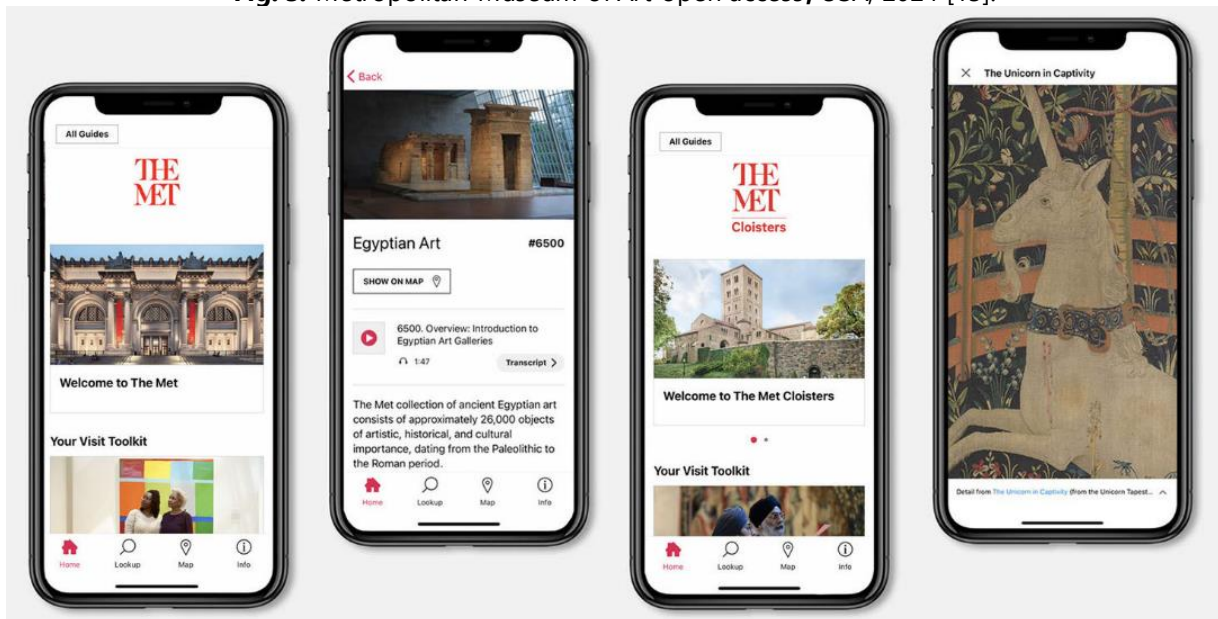 All Guides
THE
MET
Welcome to The Met
Your Visit Toolkit
Home Lookup Map Info
Back
Egyptian Art #6500
SHOW ON MAP
6500. Overview: Introduction to
Egyptian Art Galleries
1:47 Transcript
The Met collection of ancient Egyptian art
consists of approximately 26,000 objects
of artistic, historical, and cultural
importance, dating from the Paleolithic to
the Roman period.
Home Lookup Map Info
All Guides
THE
MET
Cloisters
Welcome to The Met Cloisters
Your Visit Toolkit
Home Lookup Map Info
The Unicorn in Captivity
Detail from The Unicorn in Captivity (from the Unicorn Tapest...